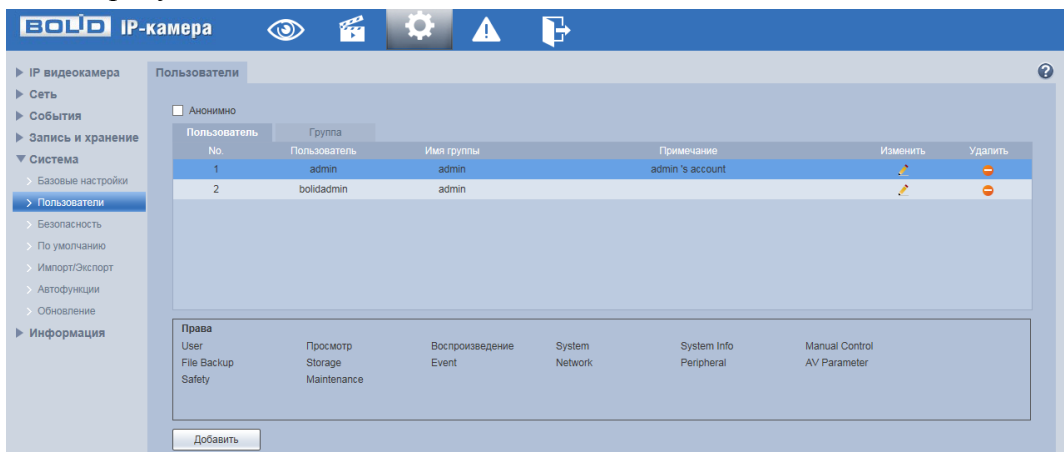 BOLID IP-камера
IP видеокамера
Сеть
События
Запись и хранение
Система
Базовые настройки
Пользователи
Безопасность
По умолчанию
Импорт/Экспорт
Автофункции
Обновление
Информация
Пользователи
Анонимно
Пользователь Группа
No. Пользователь Имя группы Примечание Изменить Удалить
1 admin admin admin 's account
2 bolidadmin admin
Права
User Просмотр Воспроизведение System System Info Manual Control
File Backup Storage Event Network Peripheral AV Parameter
Safety Maintenance
Добавить